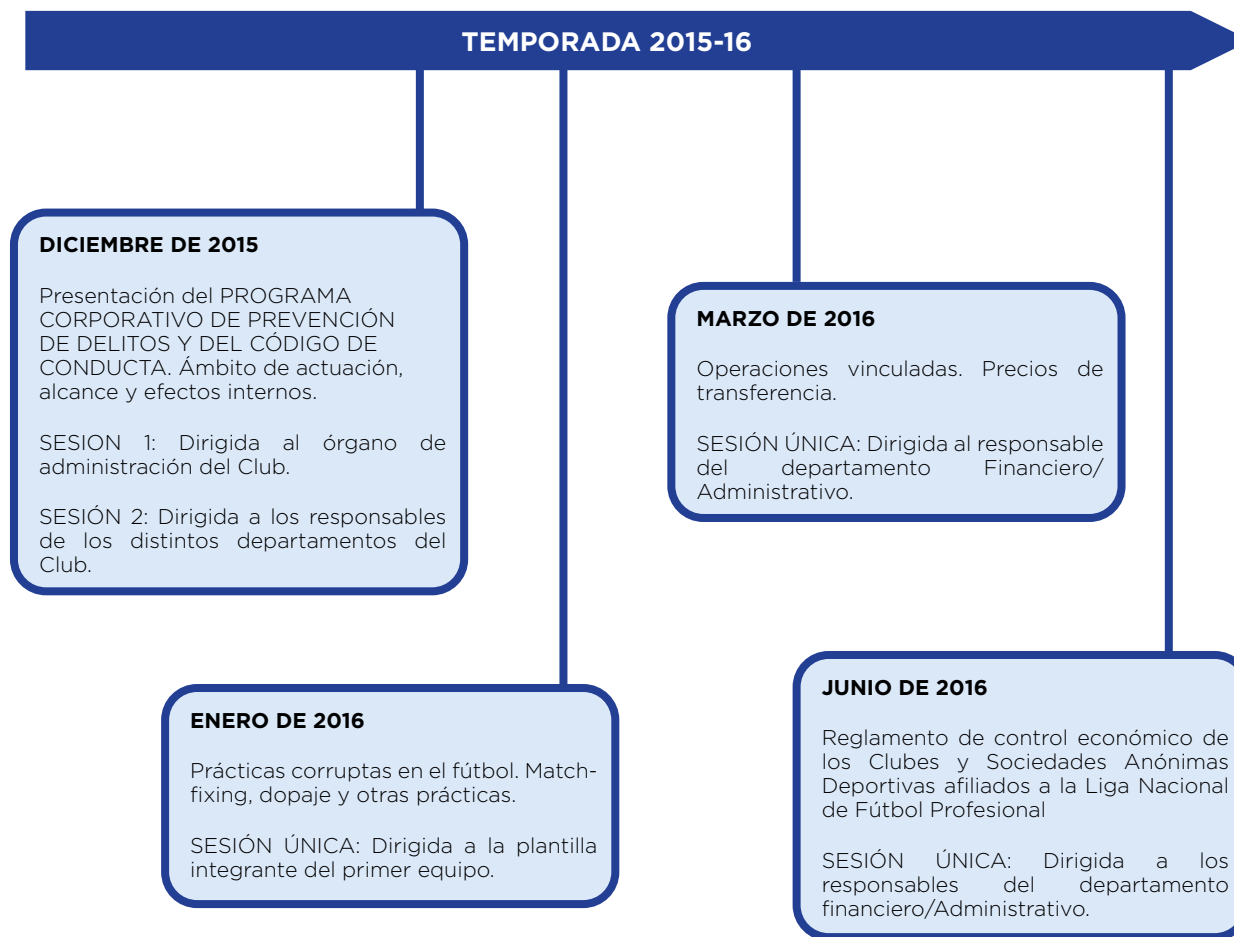 TEMPORADA 2015-16
DICIEMBRE DE 2015
Presentación del PROGRAMA
CORPORATIVO DE PREVENCIÓN
DE DELITOS Y DEL CÓDIGO DE
CONDUCTA. Ámbito de actuación,
alcance y efectos internos.
SESION 1: Dirigida al órgano de
administración del Club.
SESIÓN 2: Dirigida a los responsables
de los distintos departamentos del
Club.
ENERO DE 2016
Prácticas corruptas en el fútbol. Match-
fixing, dopaje y otras prácticas.
SESIÓN ÚNICA: Dirigida a la plantilla
integrante del primer equipo.
MARZO DE 2016
Operaciones vinculadas. Precios de
transferencia.
SESIÓN ÚNICA: Dirigida al responsable
del departamento Financiero/
Administrativo.
JUNIO DE 2016
Reglamento de control económico de
los Clubes y Sociedades Anónimas
Deportivas afiliados a la Liga Nacional
de Fútbol Profesional
SESIÓN ÚNICA: Dirigida a los
responsables del departamento
financiero/Administrativo.